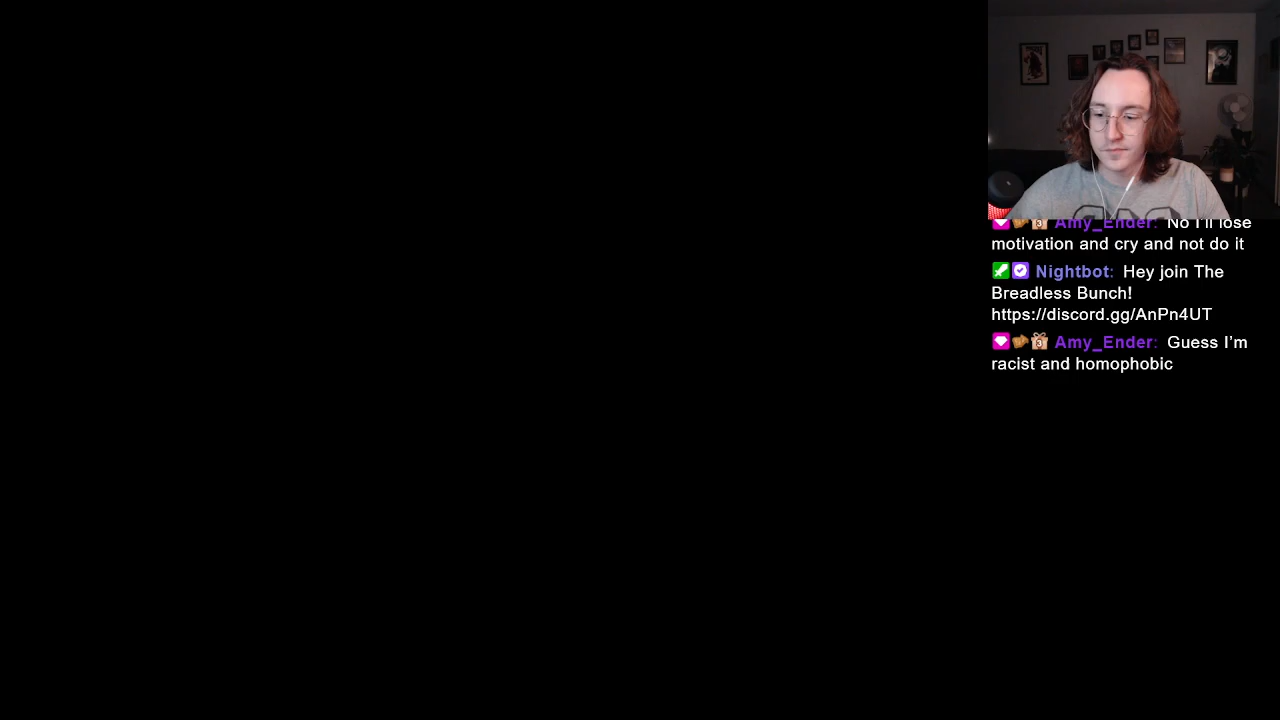 Amy_Ender: No I'll lose
motivation and cry and not do it
Nightbot: Hey join The
Breadless Bunch!
https://discord.gg/AnPn4UT
Amy_Ender: Guess I'm
racist and homophobic